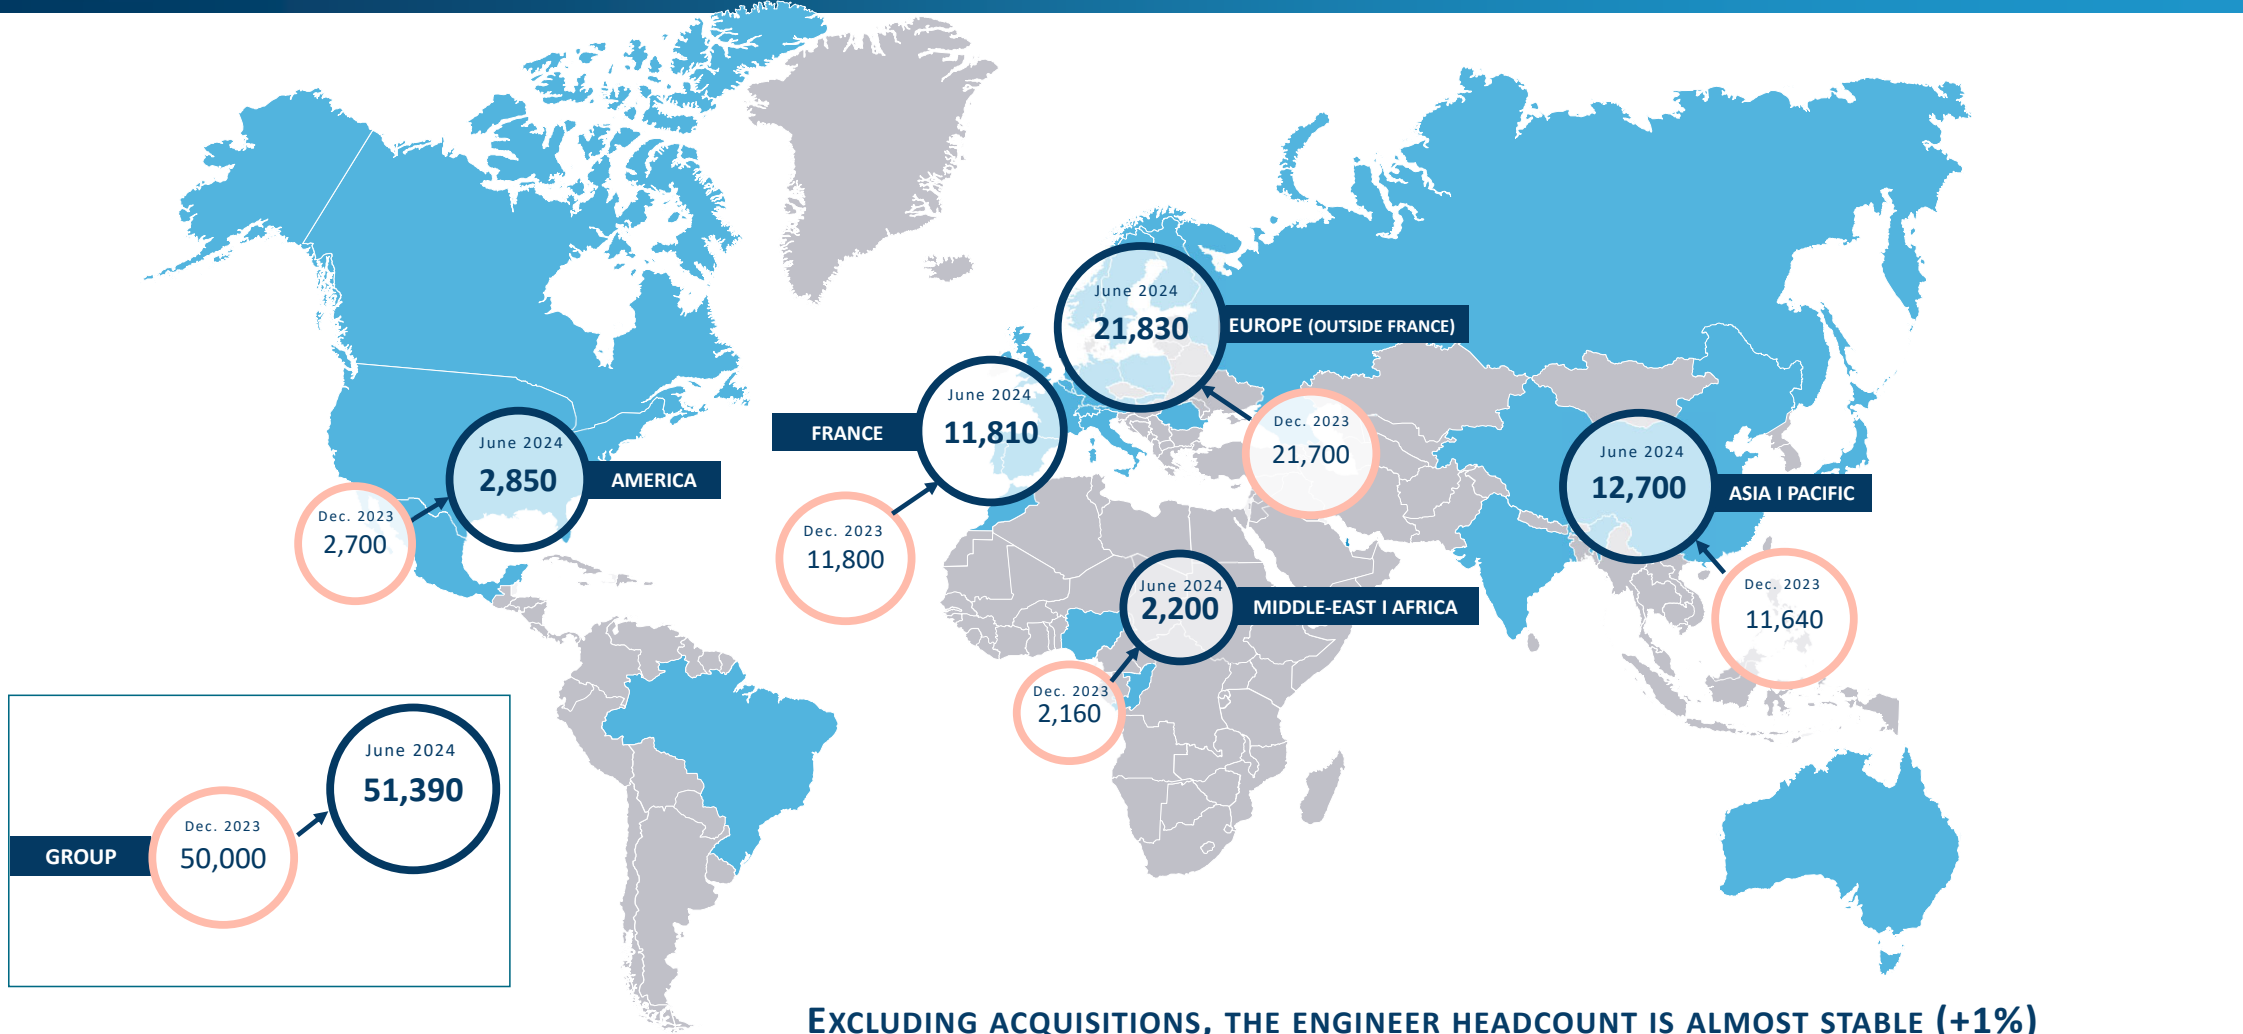 June 2024
21,830
EUROPE (OUTSIDE FRANCE)
June 2024
11,810
FRANCE
Dec. 2023
21,700
Dec. 2023
11,800
June 2024
2,850
AMERICA
Dec. 2023
2,700
June 2024
12,700
ASIA I PACIFIC
Dec. 2023
11,640
June 2024
2,200
MIDDLE-EAST I AFRICA
Dec. 2023
2,160
June 2024
51,390
Dec. 2023
50,000
GROUP
EXCLUDING ACQUISITIONS, THE ENGINEER HEADCOUNT IS ALMOST STABLE (+1%)